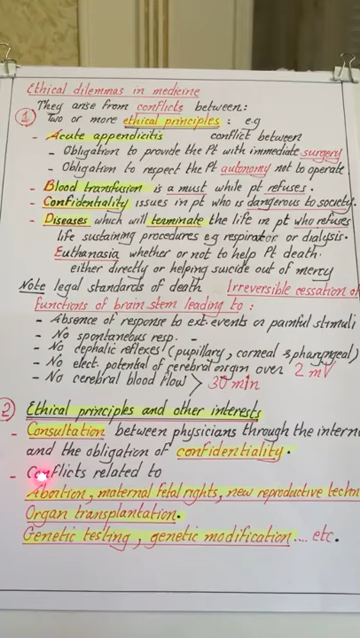 Ethical dilemmas in medicine
They arise from conflicts between:
① Two or more ethical principles : e.g
- Acute appendicitis conflict between
- Obligation to provide the Pt with immediate surgery
- Obligation to respect the Pt autonomy not to operate
- Blood transfusion is a must while pt refuses.
- Confidentiality issues in pt who is dangerous to society.
- Diseases which will terminate the life in pt who refuses
life sustaining procedures e.g respirator or dialysis.
- Euthanasia whether or not to help Pt death
either directly or helping suicide out of mercy
Note legal standards of death Irreversible cessation of
Functions of brain stem leading to :
- Absence of response to ext. events or painful stimuli
- No spontaneous resp. -
- No cephalic reflexes (pupillary, corneal & pharyngeal)
- No elect. potential of cerebral origin over 2 mV
- No cerebral blood flow > 30 min
② Ethical principles and other interests
- Consultation between physicians through the intern
and the obligation of confidentiality.
- Conflicts related to
Abortion, maternal fetal rights, new reproductive techn
Organ transplantation.
Genetic testing, genetic modification.... etc.